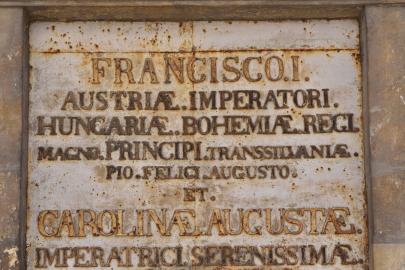 FRANCISCO.I.
AUSTRIÆ.IMPERATORI.
HUNGARIÆ.BOHEMIÆ.REGI.
MAGNO.PRINCIPI.TRANSSILVANIÆ.
PIO.FELICI.AUGUSTO.
ET.
CAROLINÆ.AUGUSTÆ.
IMPERATRICI.SERENISSIMÆ.